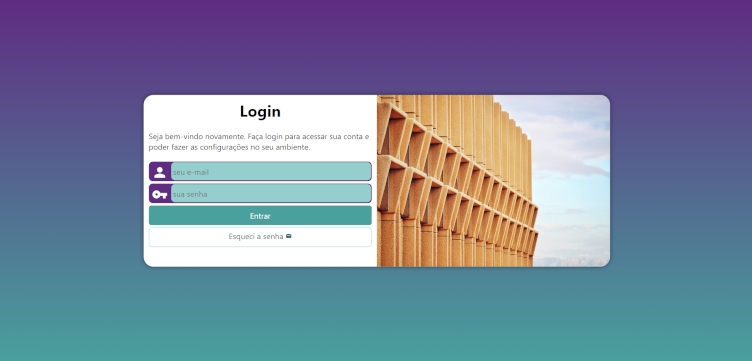 Login
Seja bem-vindo novamente. Faça login para acessar sua conta e
poder fazer as configurações no seu ambiente.
seu e-mail
sua senha
Entrar
Esqueci a senha